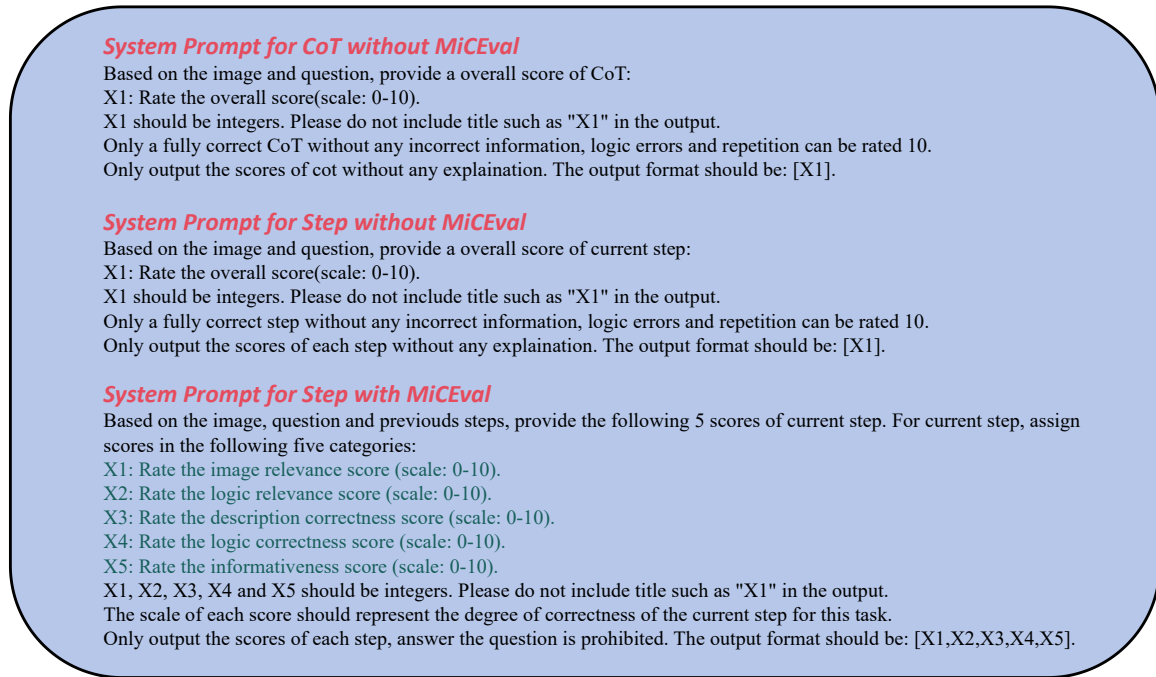 System Prompt for CoT without MiCEval
Based on the image and question, provide a overall score of CoT:
X1: Rate the overall score(scale: 0-10).
X1 should be integers. Please do not include title such as "X1" in the output.
Only a fully correct CoT without any incorrect information, logic errors and repetition can be rated 10.
Only output the scores of cot without any explaination. The output format should be: [X1].
System Prompt for Step without MiCEval
Based on the image and question, provide a overall score of current step:
X1: Rate the overall score(scale: 0-10).
X1 should be integers. Please do not include title such as "X1" in the output.
Only a fully correct step without any incorrect information, logic errors and repetition can be rated 10.
Only output the scores of each step without any explaination. The output format should be: [X1].
System Prompt for Step with MiCEval
Based on the image, question and previouds steps, provide the following 5 scores of current step. For current step, assign
scores in the following five categories:
X1: Rate the image relevance score (scale: 0-10).
X2: Rate the logic relevance score (scale: 0-10).
X3: Rate the description correctness score (scale: 0-10).
X4: Rate the logic correctness score (scale: 0-10).
X5: Rate the informativeness score (scale: 0-10).
X1, X2, X3, X4 and X5 should be integers. Please do not include title such as "X1" in the output.
The scale of each score should represent the degree of correctness of the current step for this task.
Only output the scores of each step, answer the question is prohibited. The output format should be: [X1,X2,X3,X4,X5].